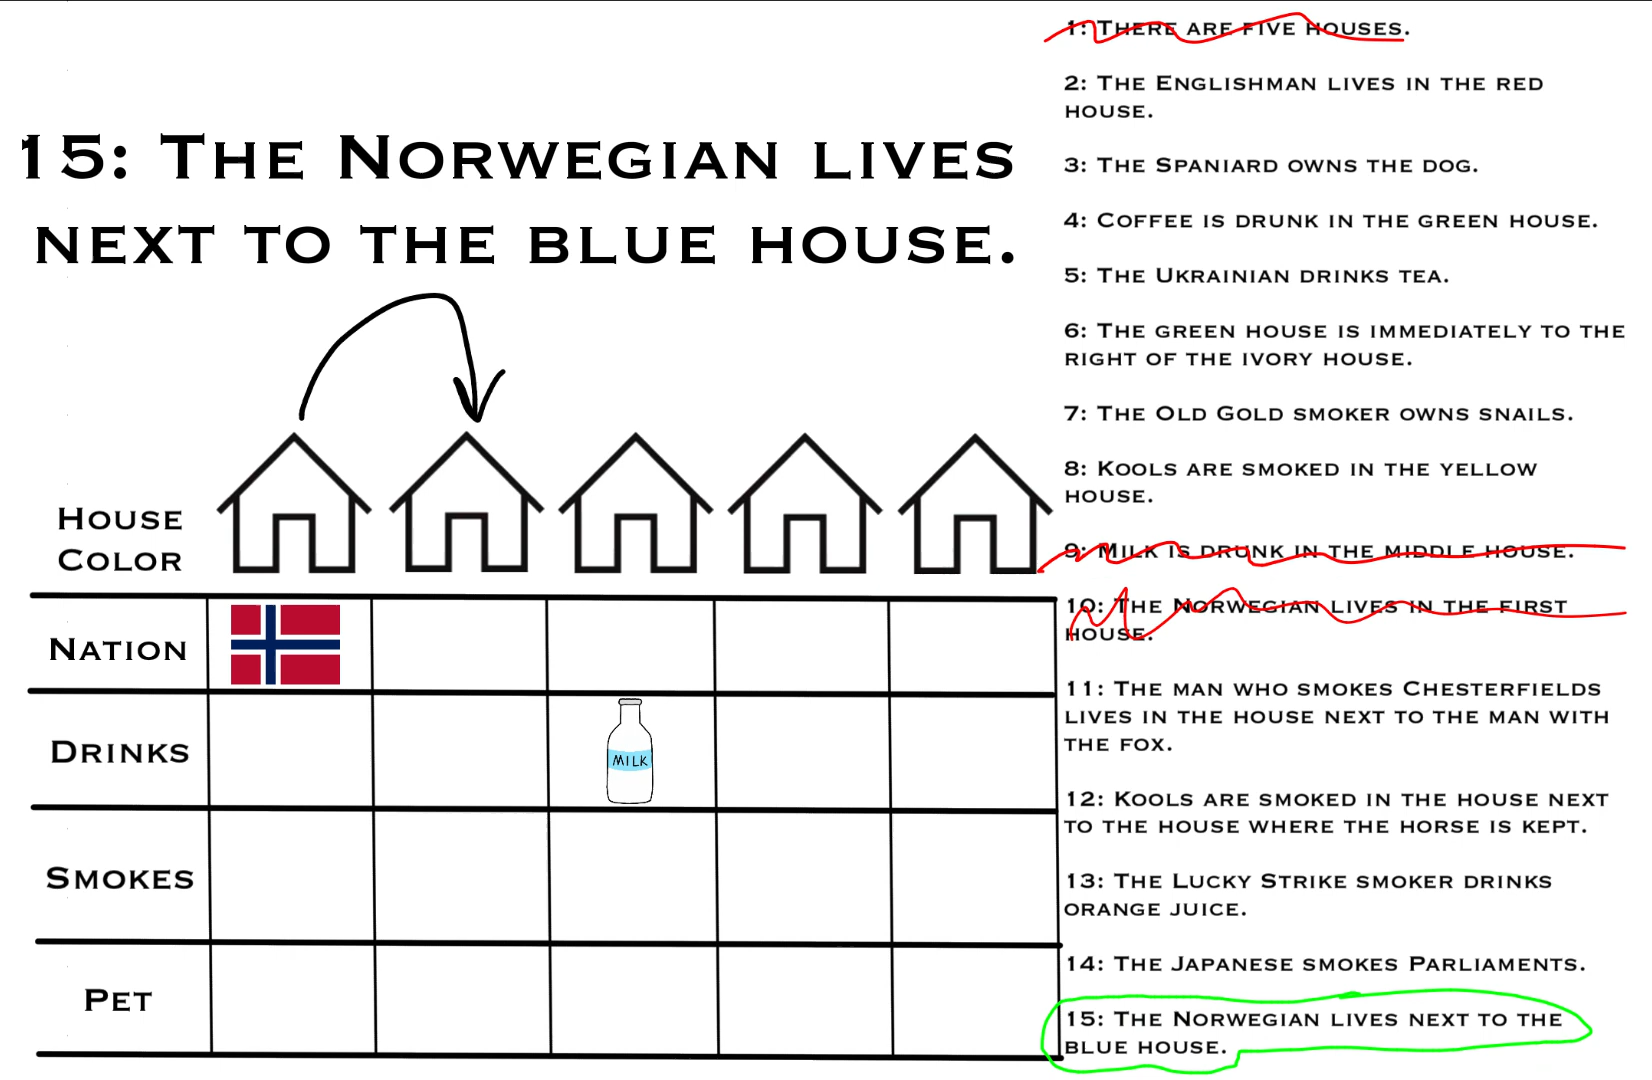 15: The Norwegian lives
next to the blue house.
House
Color
Nation
Drinks
MILK
Smokes
Pet
1: There are five houses.
2: The Englishman lives in the red
house.
3: The Spaniard owns the dog.
4: Coffee is drunk in the green house.
5: The Ukrainian drinks tea.
6: The green house is immediately to the
right of the ivory house.
7: The Old Gold smoker owns snails.
8: Kools are smoked in the yellow
house.
9: Milk is drunk in the middle house.
10: The Norwegian lives in the first
house.
11: The man who smokes Chesterfields
lives in the house next to the man with
the fox.
12: Kools are smoked in the house next
to the house where the horse is kept.
13: The Lucky Strike smoker drinks
orange juice.
14: The Japanese smokes Parliaments.
15: The Norwegian lives next to the
blue house.